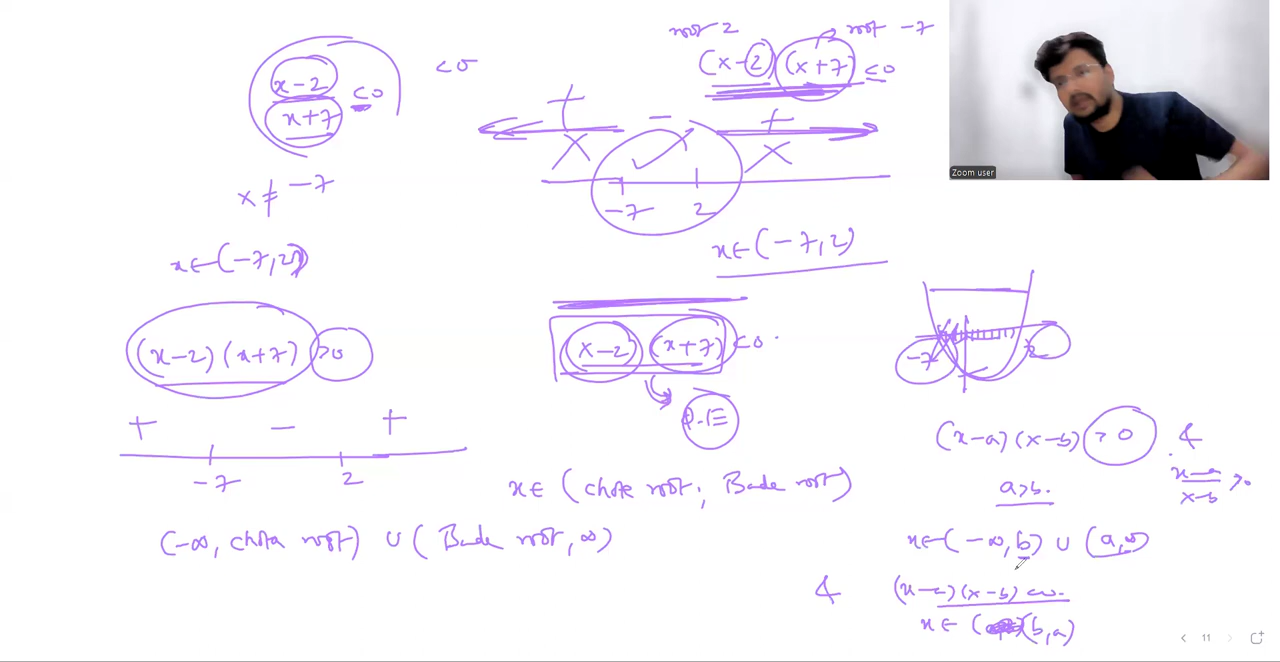 root 2
root -7
x-2
x+7
<0
<0
(x-2)(x+7) <0
+ - +
-7 2
x ≠ -7
x∈(-7,2)
x∈(-7,2)
Zoom user
(x-2)(x+7) >0
+ - +
-7 2
(x-2) (x+7) <0
-7 2
(x-a)(x-b) >0 &
x-a
x-b
>0
a>b.
x∈ (chota root, Bada root)
(-∞, chota root) ∪ (Bada root, ∞)
x∈(-∞,b) ∪ (a,∞)
& (x-a)(x-b) <0.
x∈ (b,a)
11